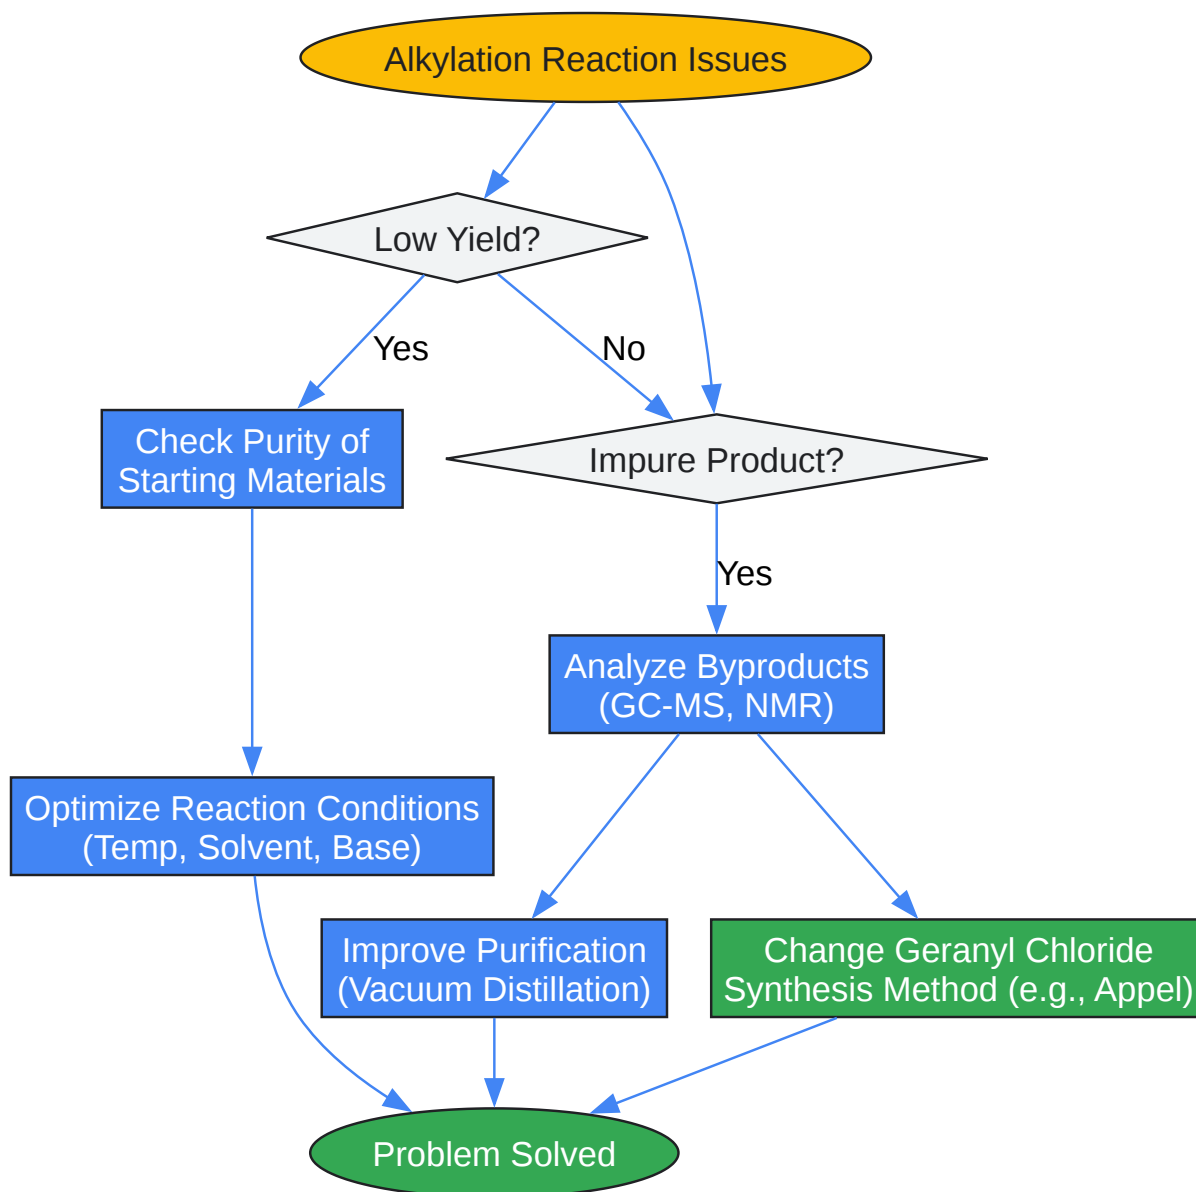 Alkylation Reaction Issues
Low Yield?
Yes
No
Check Purity of
Starting Materials
Impure Product?
Yes
Analyze Byproducts
(GC-MS, NMR)
Optimize Reaction Conditions
(Temp, Solvent, Base)
Improve Purification
(Vacuum Distillation)
Change Geranyl Chloride
Synthesis Method (e.g., Appel)
Problem Solved